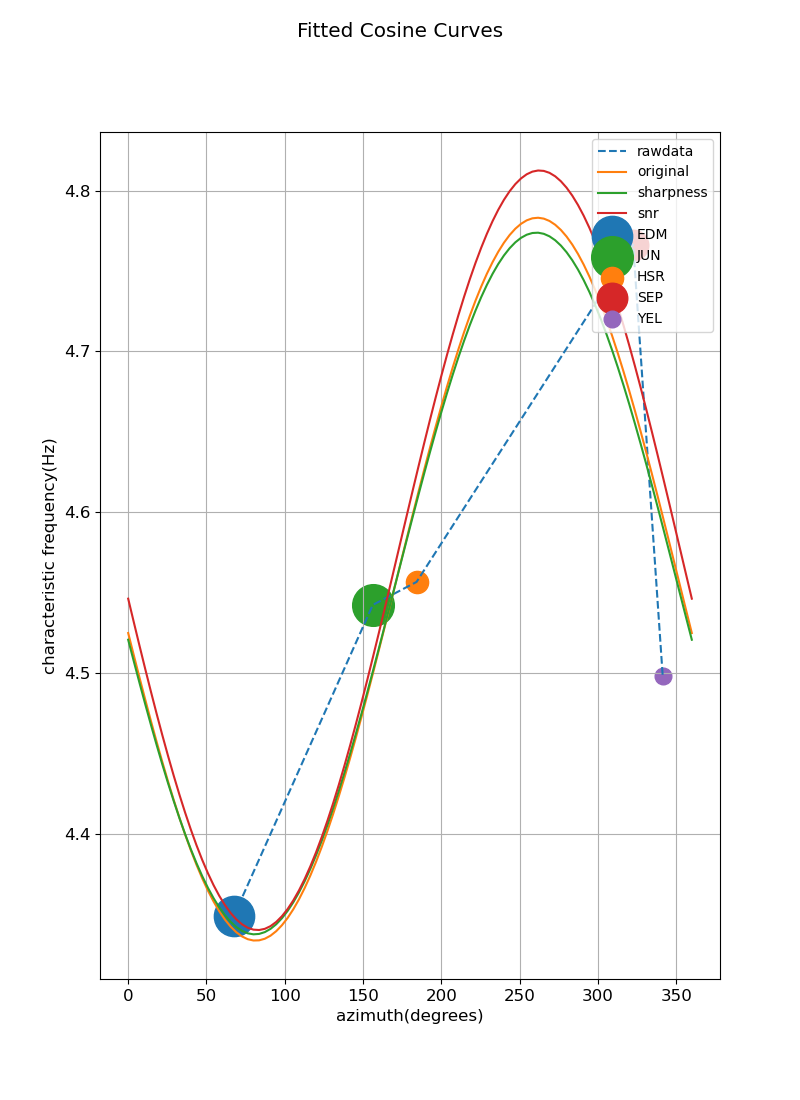 Fitted Cosine Curves
rawdata
original
sharpness
snr
EDM
JUN
HSR
SEP
YEL
4.8
4.7
4.6
4.5
4.4
characteristic frequency(Hz)
0 50 100 150 200 250 300 350
azimuth(degrees)